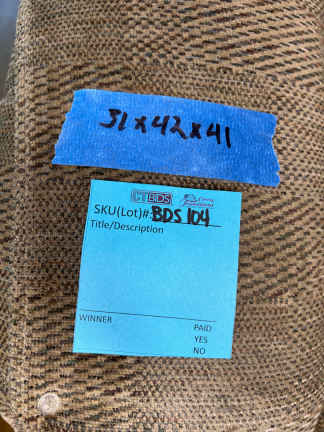 31x42x41
CTBIDS
SKU(Lot)#: BDS 104
Title/Description
WINNER
PAID
YES
NO